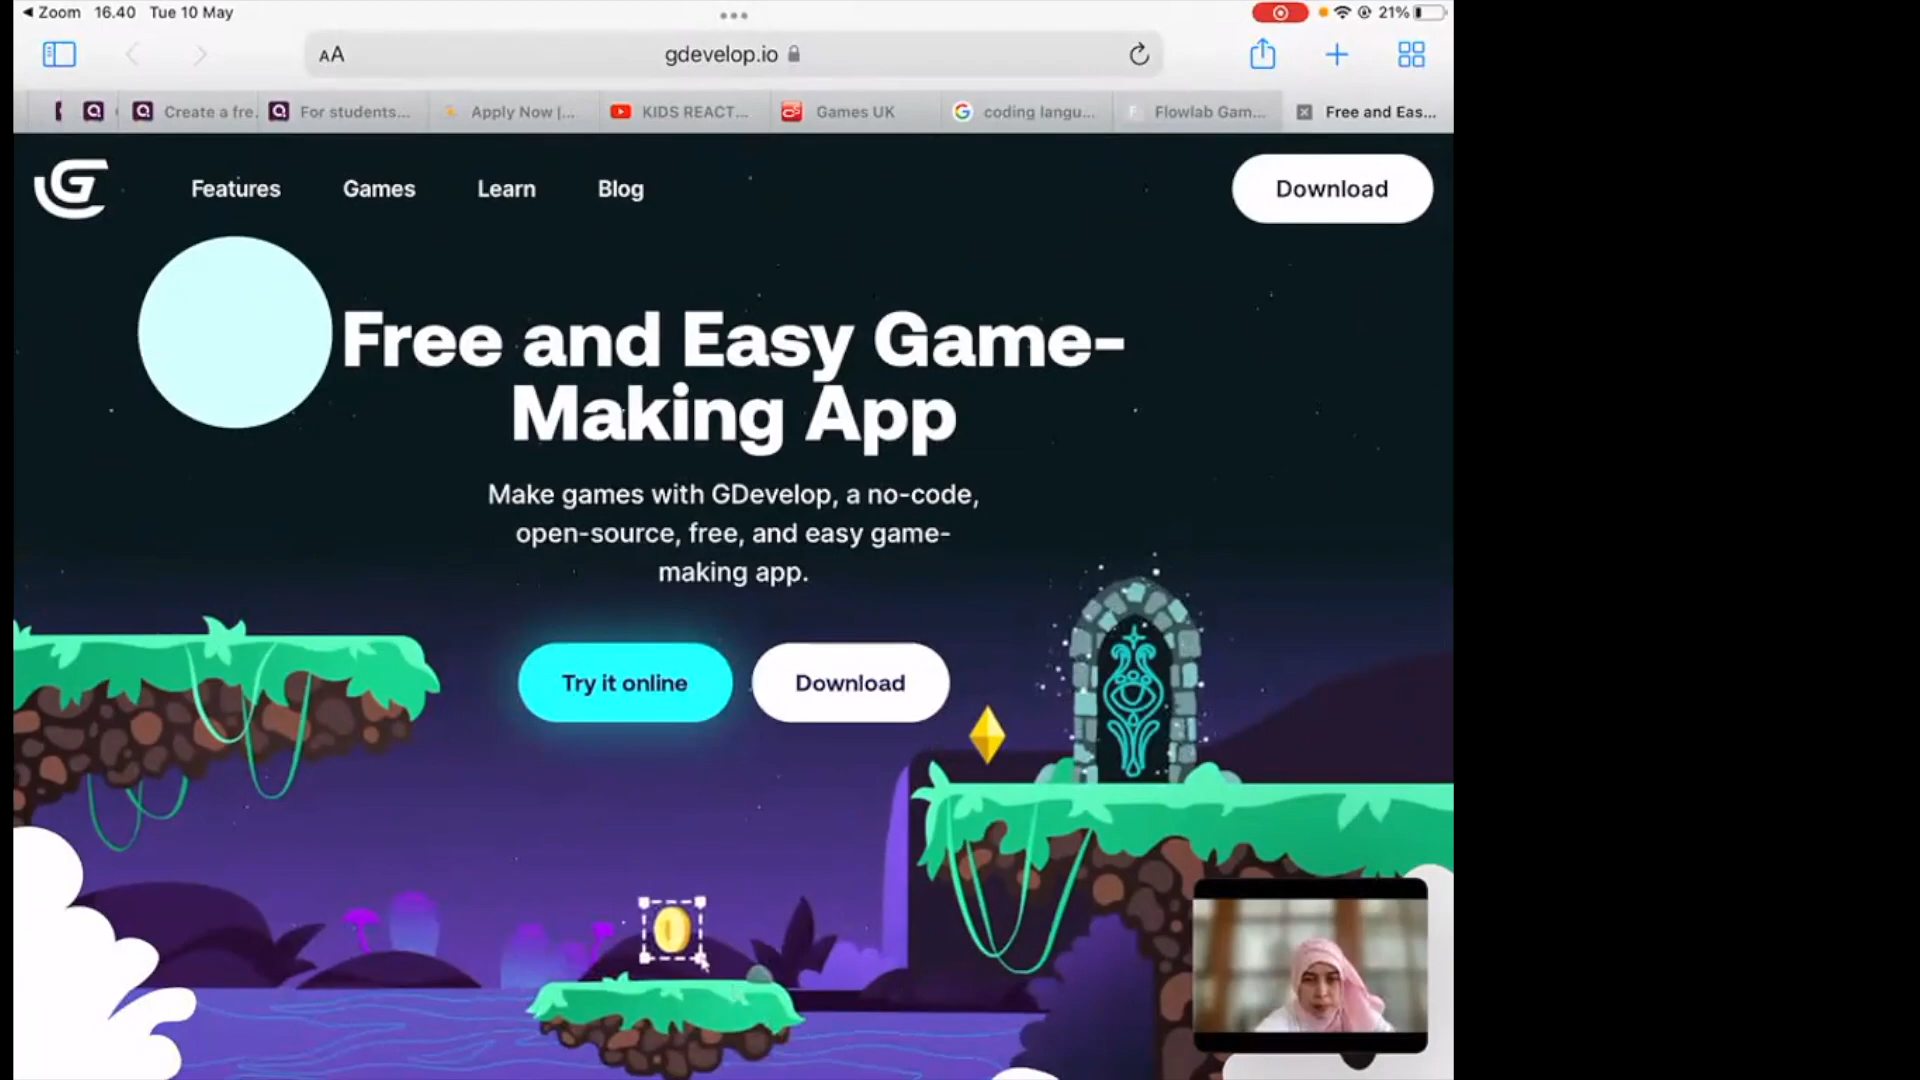 Zoom 16.40 Tue 10 May
21%
AA
gdevelop.io
Create a fre.
For students...
Apply Now |...
KIDS REACT...
Games UK
coding langu...
Flowlab Gam...
Free and Eas...
Features
Games
Learn
Blog
Download
Free and Easy Game-
Making App
Make games with GDevelop, a no-code,
open-source, free, and easy game-
making app.
Try it online
Download